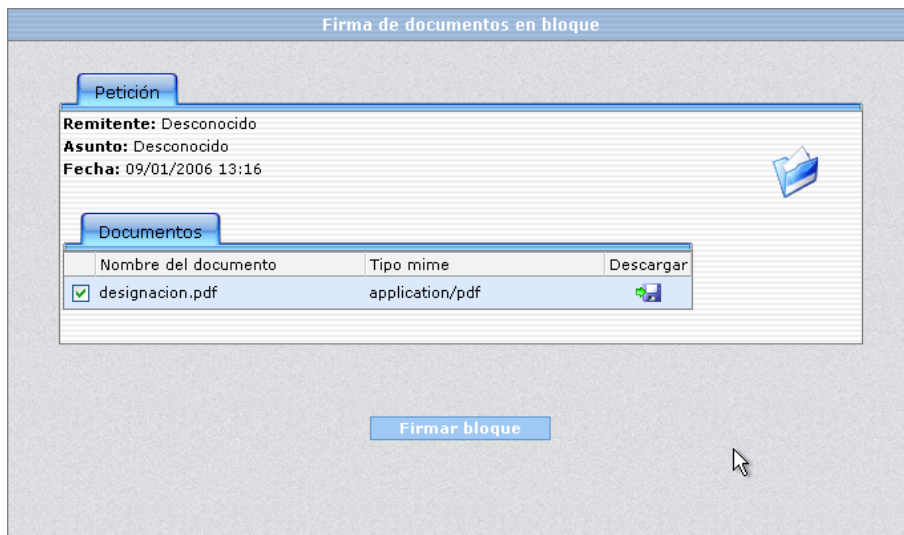 Firma de documentos en bloque
Petición
Remitente: Desconocido
Asunto: Desconocido
Fecha: 09/01/2006 13:16
Documentos
Nombre del documento Tipo mime Descargar
designacion.pdf application/pdf
Firmar bloque